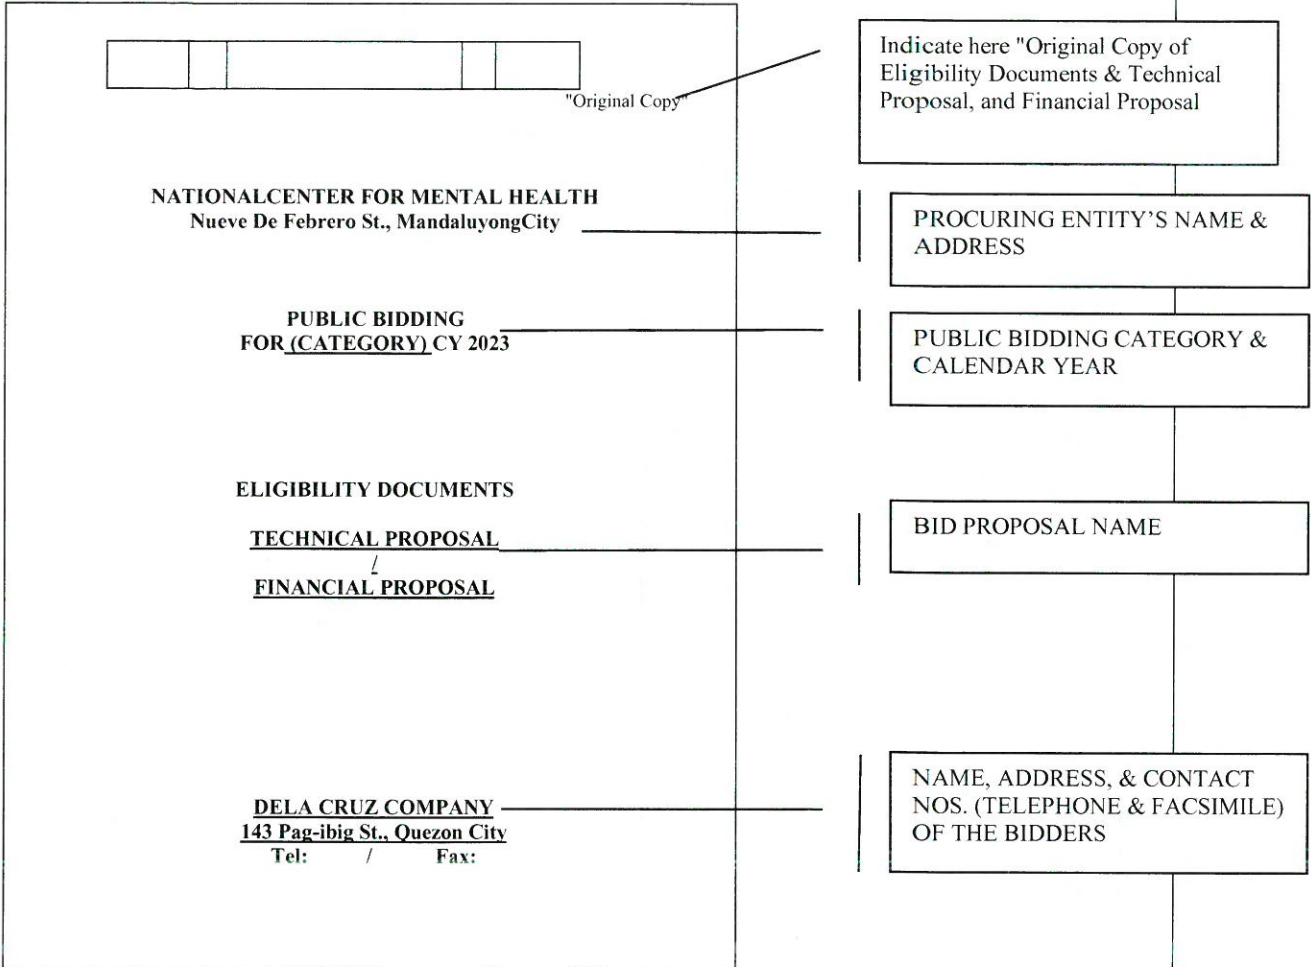 "Original Copy"
Indicate here "Original Copy of
Eligibility Documents & Technical
Proposal, and Financial Proposal
NATIONALCENTER FOR MENTAL HEALTH
Nueve De Febrero St., MandaluyongCity
PROCURING ENTITY'S NAME &
ADDRESS
PUBLIC BIDDING
FOR (CATEGORY) CY 2023
PUBLIC BIDDING CATEGORY &
CALENDAR YEAR
ELIGIBILITY DOCUMENTS
TECHNICAL PROPOSAL
/
FINANCIAL PROPOSAL
BID PROPOSAL NAME
DELA CRUZ COMPANY
143 Pag-ibig St., Quezon City
Tel: / Fax:
NAME, ADDRESS, & CONTACT
NOS. (TELEPHONE & FACSIMILE)
OF THE BIDDERS